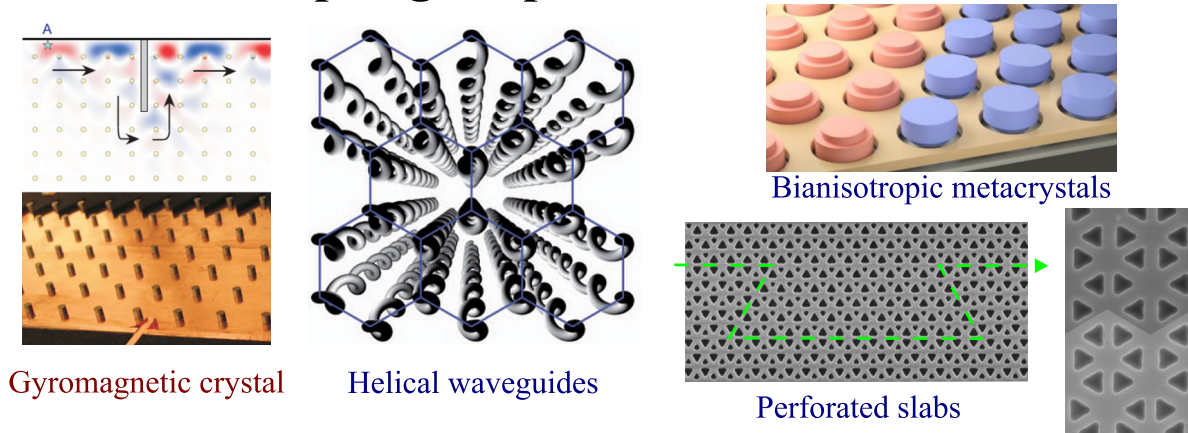 A
Bianisotropic metacrystals
Gyromagnetic crystal
Helical waveguides
Perforated slabs